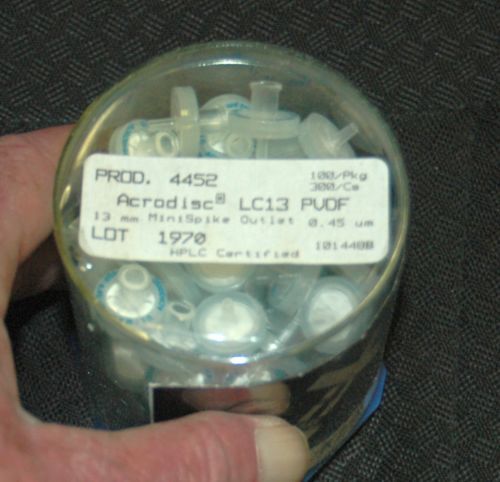 PROD. 4452 100/Pkg
300/Cs
Acrodisc® LC13 PVDF
13 mm MiniSpike Outlet 0.45 um
LOT 1970 101448B
HPLC Certified